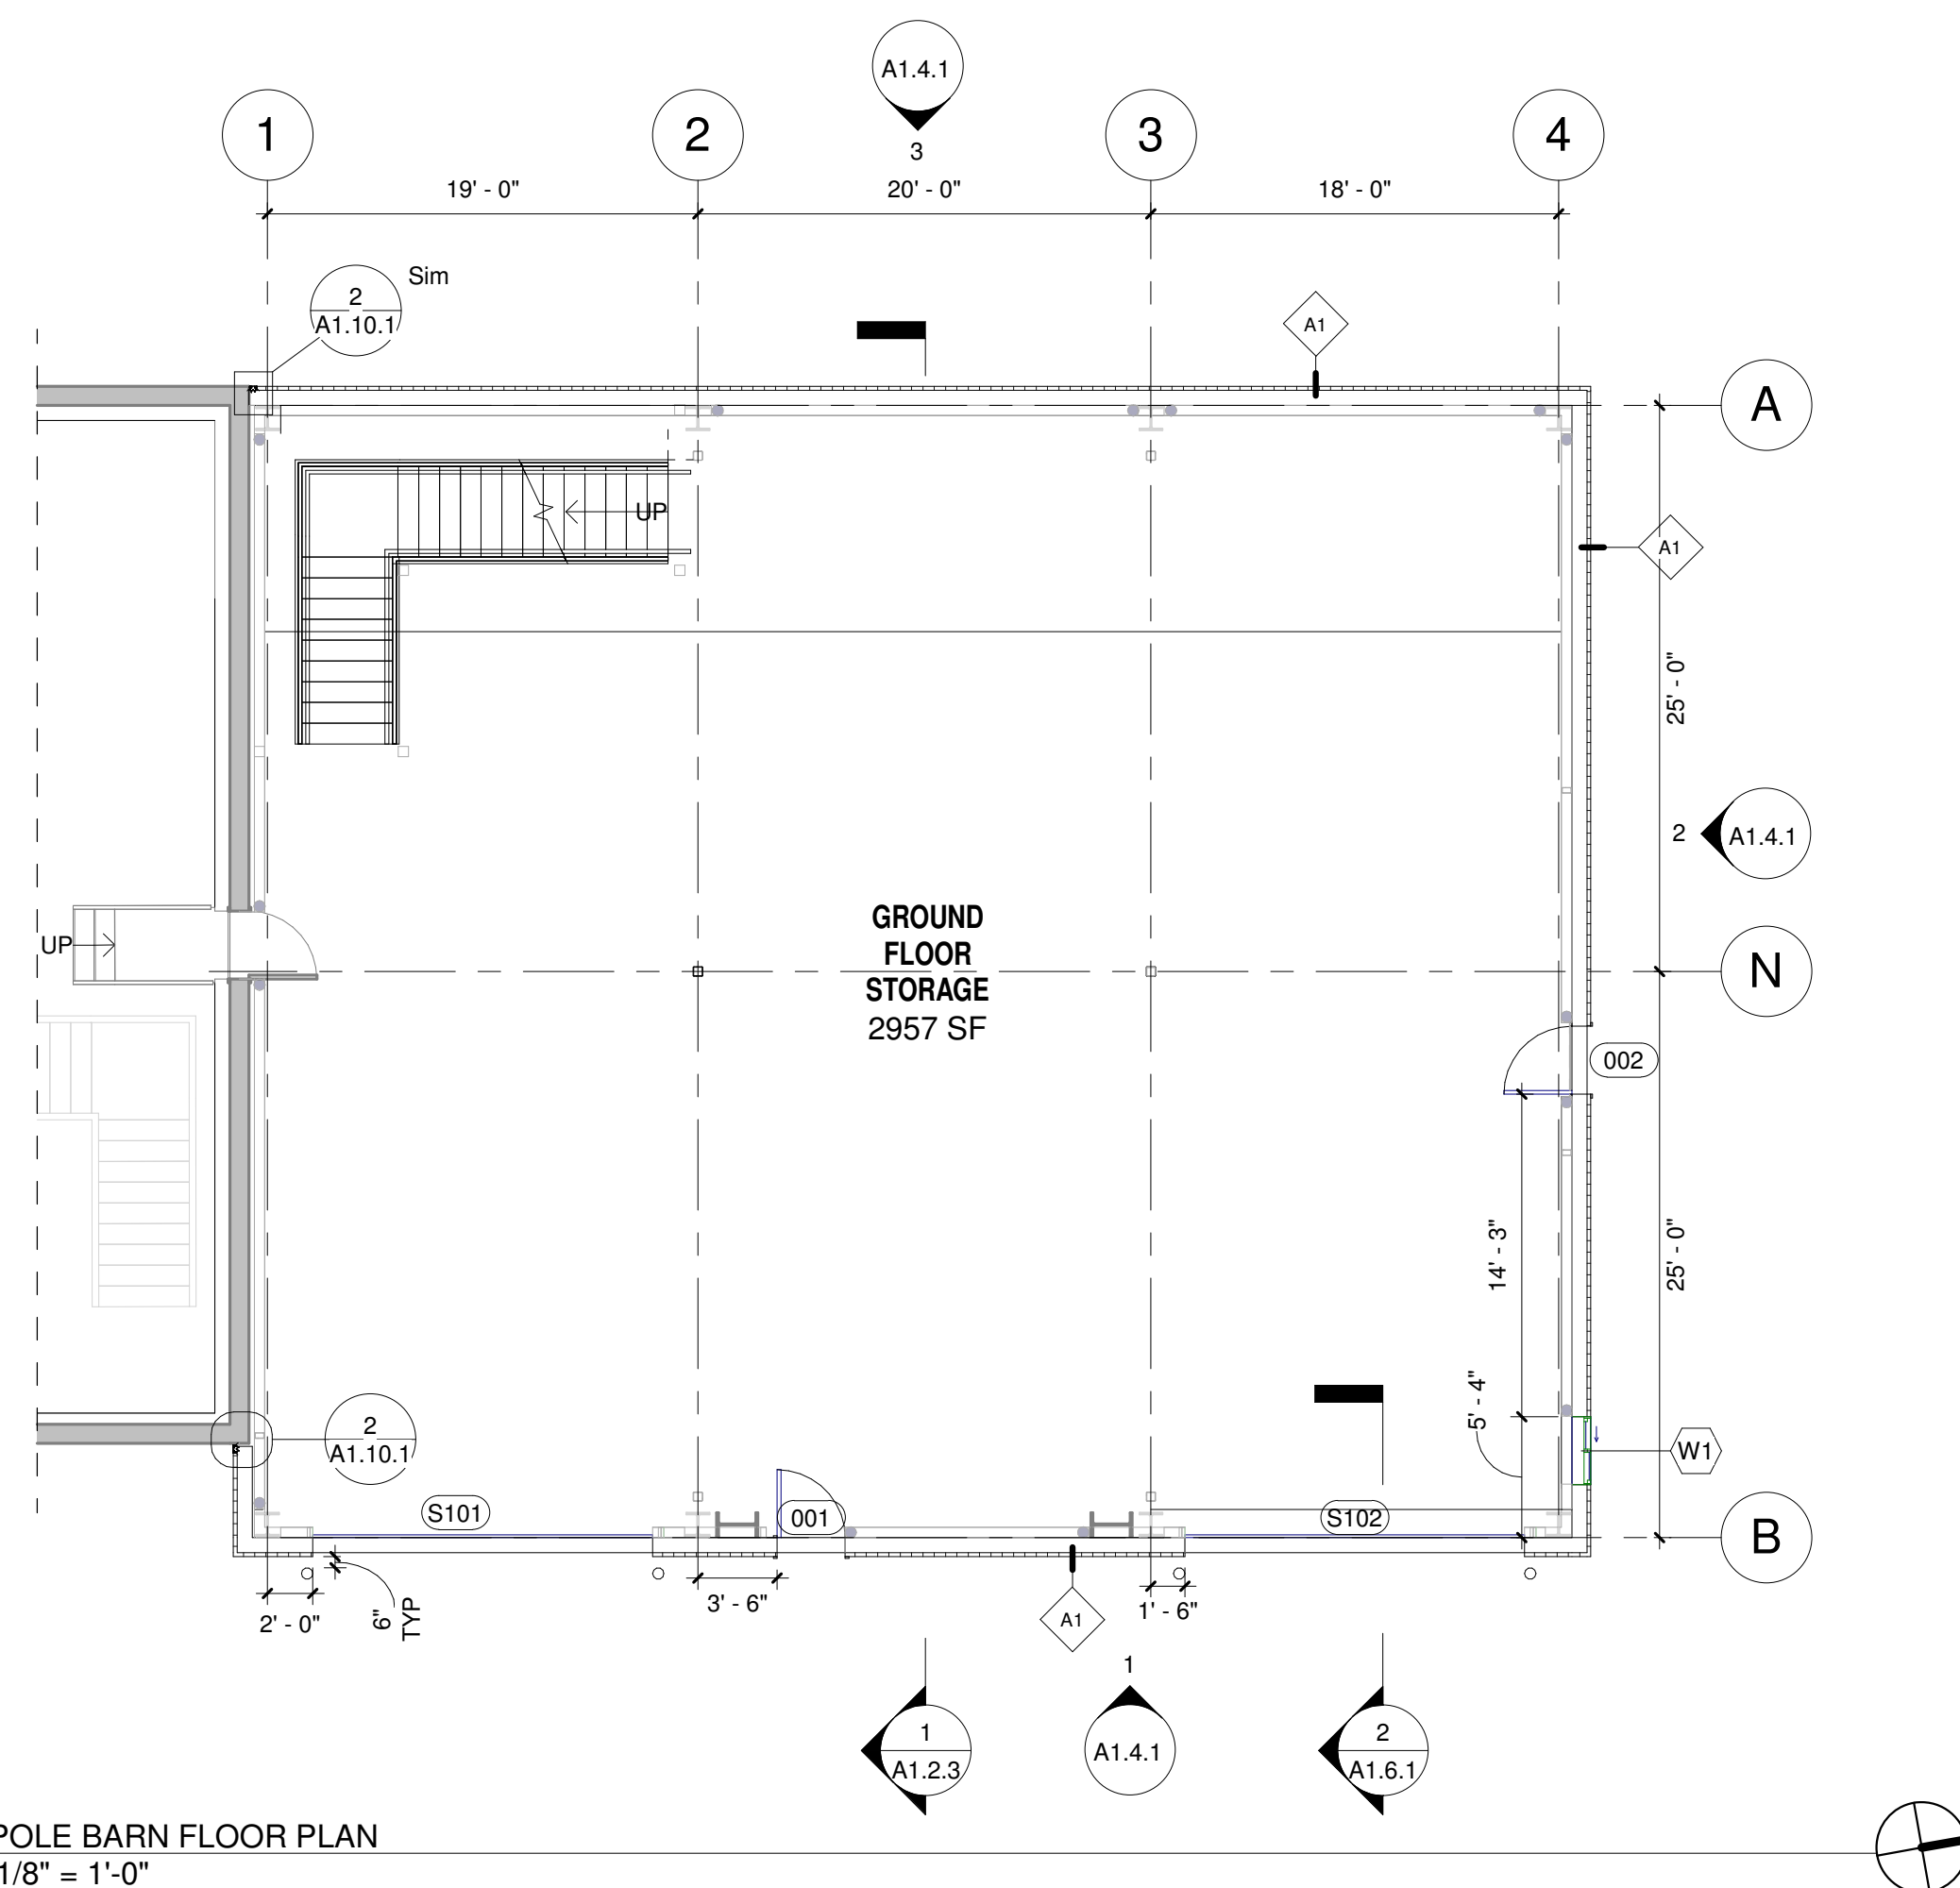 A1.4.1
3
1
2
3
4
19' - 0"
20' - 0"
18' - 0"
2
A1.10.1
Sim
A1
A
UP
A1
25' - 0"
2
A1.4.1
GROUND
FLOOR
STORAGE
2957 SF
UP
N
002
14' - 3"
25' - 0"
5' - 4"
2
A1.10.1
W1
S101
001
S102
B
2' - 0"
6"
TYP
3' - 6"
A1
1' - 6"
1
A1.2.3
1
A1.4.1
2
A1.6.1
POLE BARN FLOOR PLAN
1/8" = 1'-0"